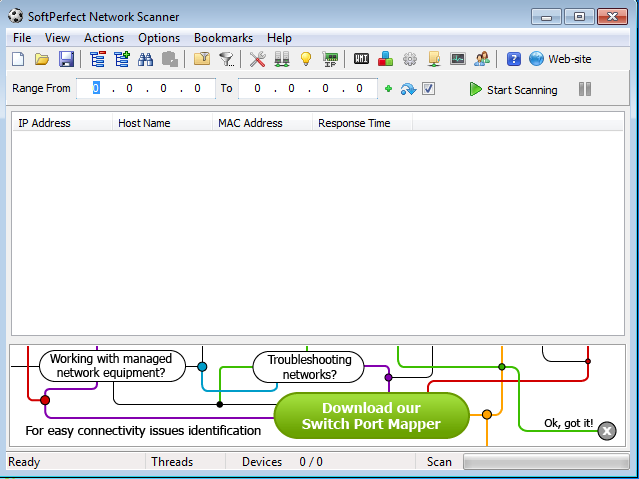 SoftPerfect Network Scanner
File View Actions Options Bookmarks Help
IP WMI ? Web-site
Range From 0 . 0 . 0 . 0 To 0 . 0 . 0 . 0 Start Scanning
IP Address Host Name MAC Address Response Time
Working with managed
network equipment?
Troubleshooting
networks?
Download our
Switch Port Mapper
For easy connectivity issues identification
Ok, got it!
Ready Threads Devices 0 / 0 Scan